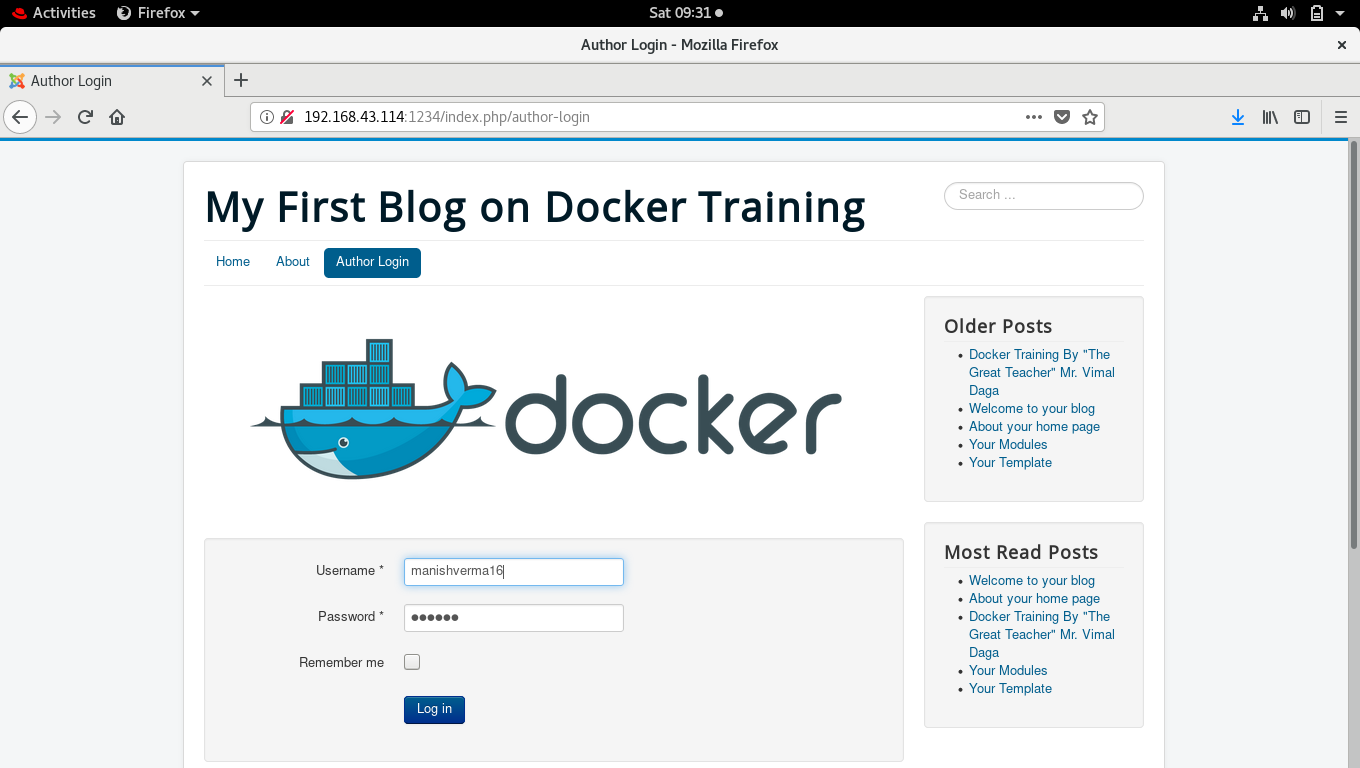 Activities
Firefox
Sat 09:31
Author Login - Mozilla Firefox
Author Login
192.168.43.114:1234/index.php/author-login
My First Blog on Docker Training
Search ...
Home
About
Author Login
docker
Older Posts
Docker Training By "The
Great Teacher" Mr. Vimal
Daga
Welcome to your blog
About your home page
Your Modules
Your Template
Username *
manishverma16
Password *
●●●●●●
Remember me
Log in
Most Read Posts
Welcome to your blog
About your home page
Docker Training By "The
Great Teacher" Mr. Vimal
Daga
Your Modules
Your Template